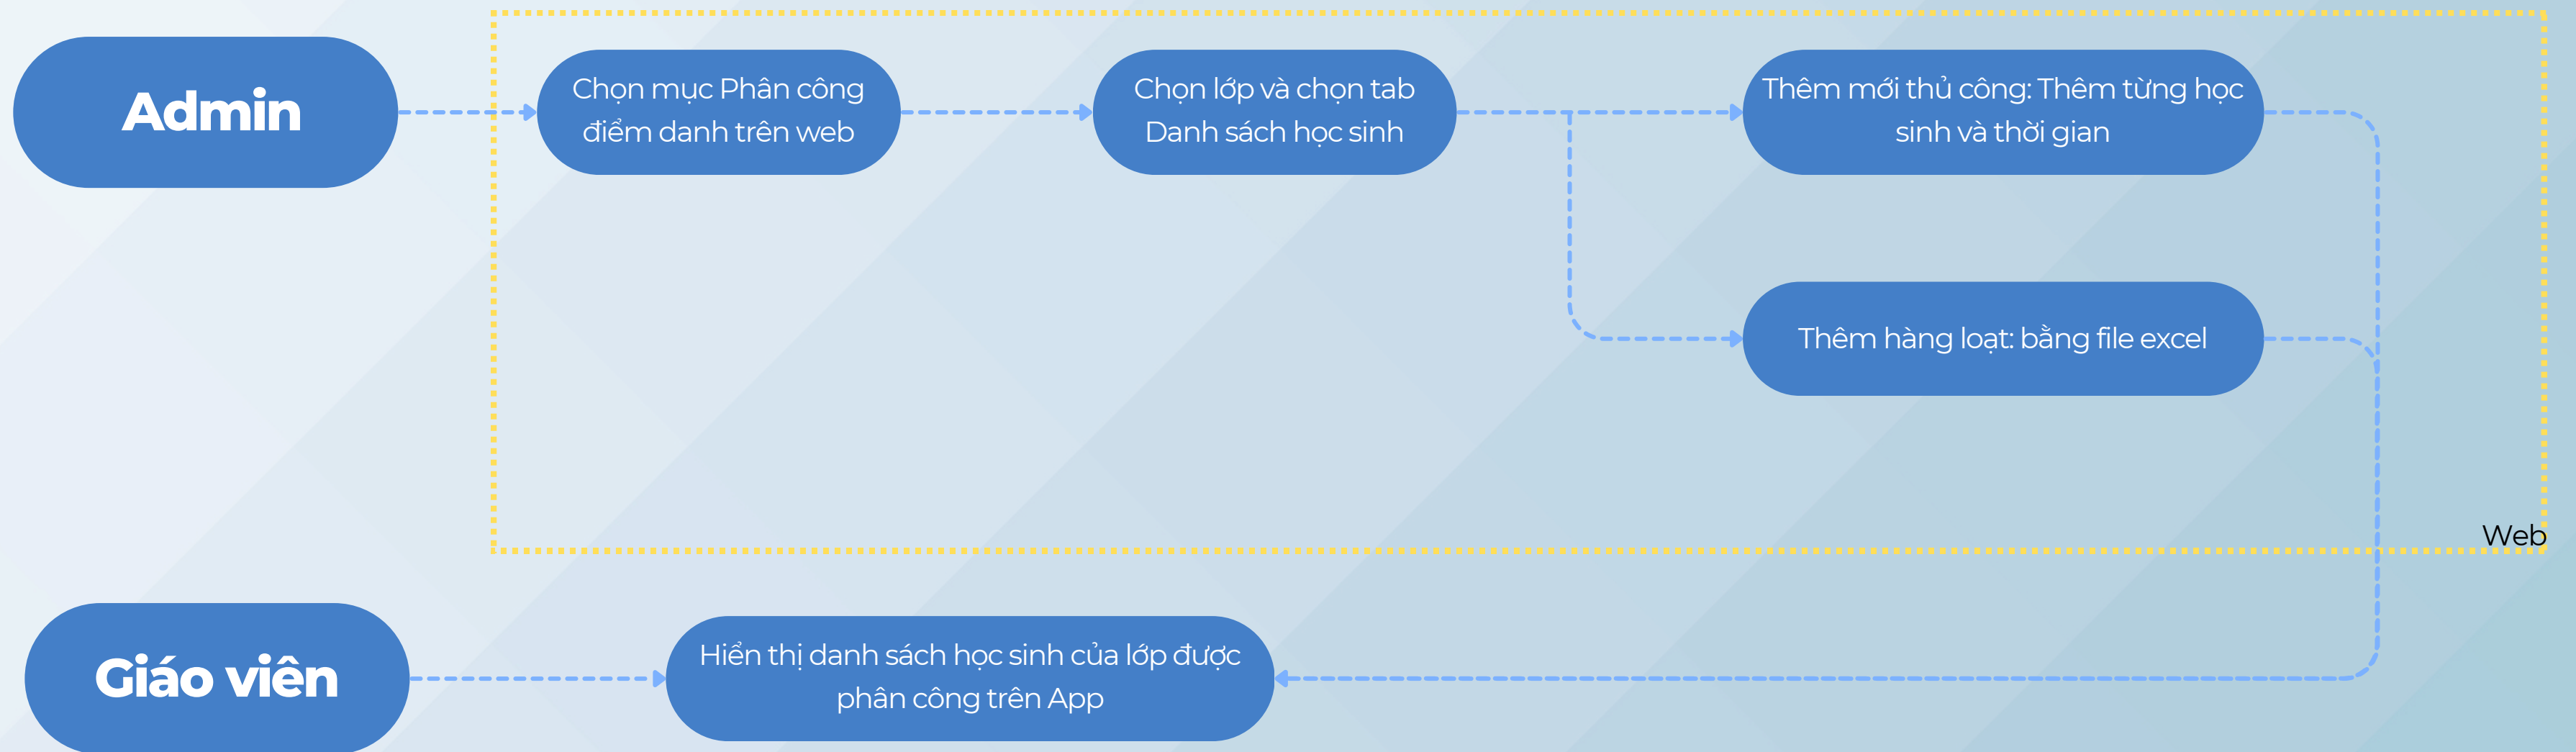 Admin
Chọn mục Phân công
điểm danh trên web
Chọn lớp và chọn tab
Danh sách học sinh
Thêm mới thủ công: Thêm từng học
sinh và thời gian
Thêm hàng loạt: bằng file excel
Web
Giáo viên
Hiển thị danh sách học sinh của lớp được
phân công trên App